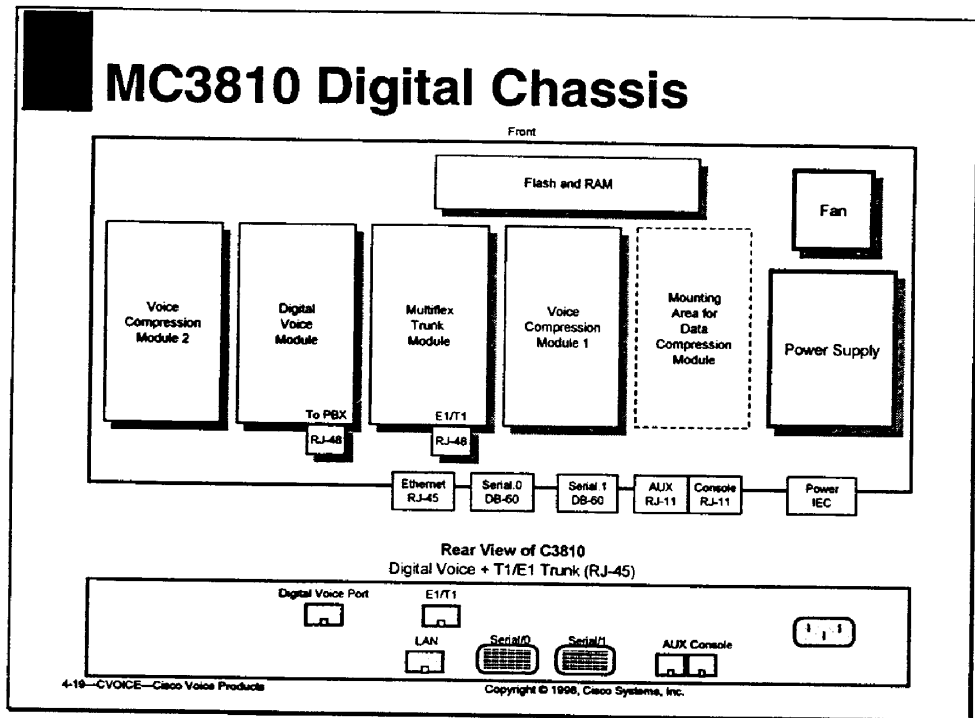 MC3810 Digital Chassis
Front
Flash and RAM
Fan
Voice
Compression
Module 2
Digital
Voice
Module
Multiflex
Trunk
Module
Voice
Compression
Module 1
Mounting
Area for
Data
Compression
Module
Power Supply
To PBX
RJ-48
E1/T1
RJ-48
Ethernet
RJ-45
Serial.0
DB-60
Serial.1
DB-60
AUX
RJ-11
Console
RJ-11
Power
IEC
Rear View of C3810
Digital Voice + T1/E1 Trunk (RJ-45)
Digital Voice Port
E1/T1
LAN
Serial/0
Serial/1
AUX Console
4-19—CVOICE—Cisco Voice Products
Copyright © 1998, Cisco Systems, Inc.